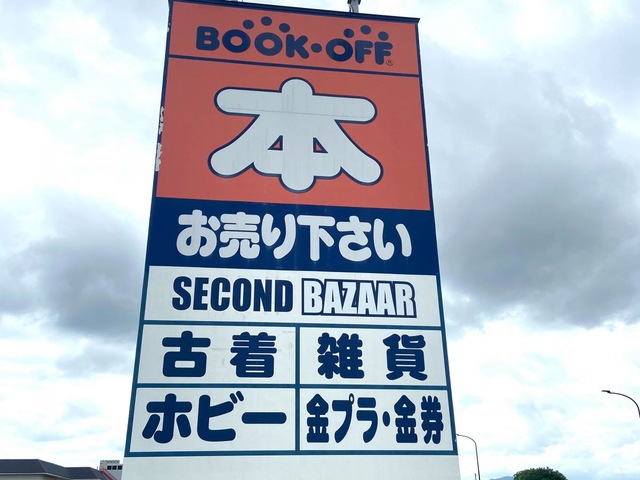 BOOK・OFF®
本
お売り下さい
SECOND BAZAAR
古着 雑貨
ホビー 金プラ・金券